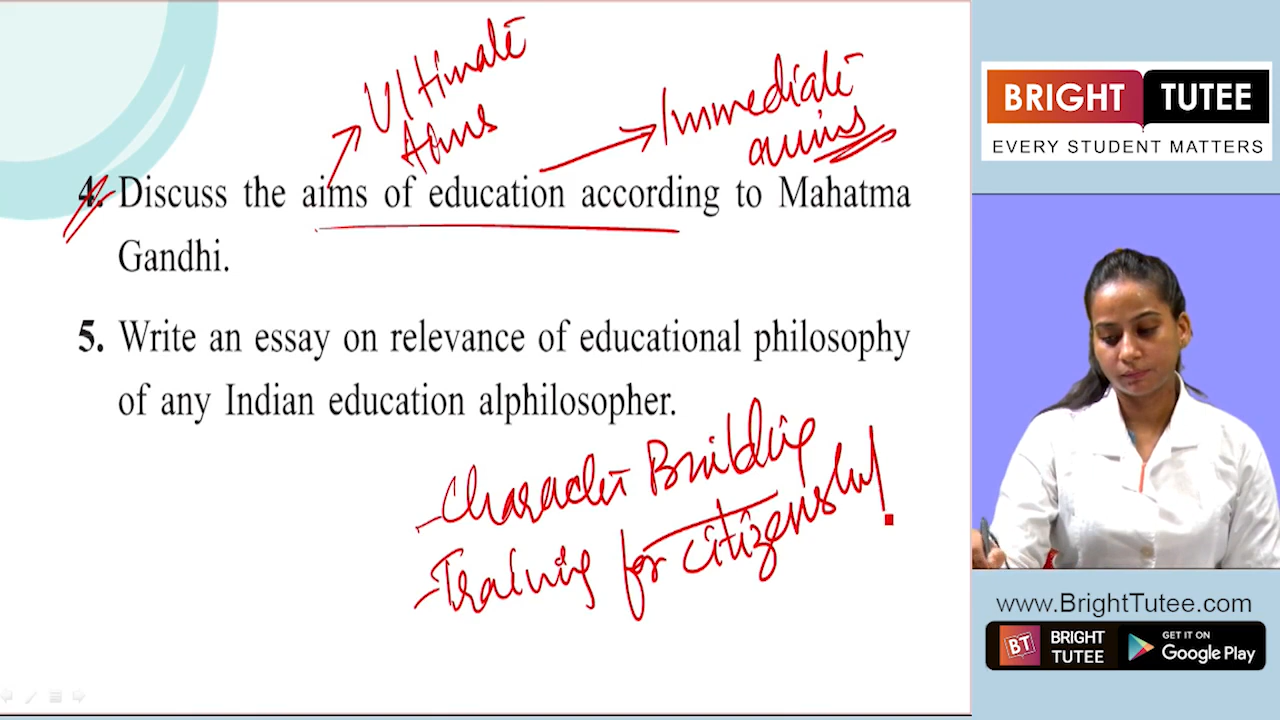 Ultimate
Aims
Immediate
aims
4. Discuss the aims of education according to Mahatma
Gandhi.
5. Write an essay on relevance of educational philosophy
of any Indian education alphilosopher.
- Character Building
- Training for citizenship
BRIGHT TUTEE
EVERY STUDENT MATTERS
www.BrightTutee.com
BT
BRIGHT
TUTEE
GET IT ON
Google Play